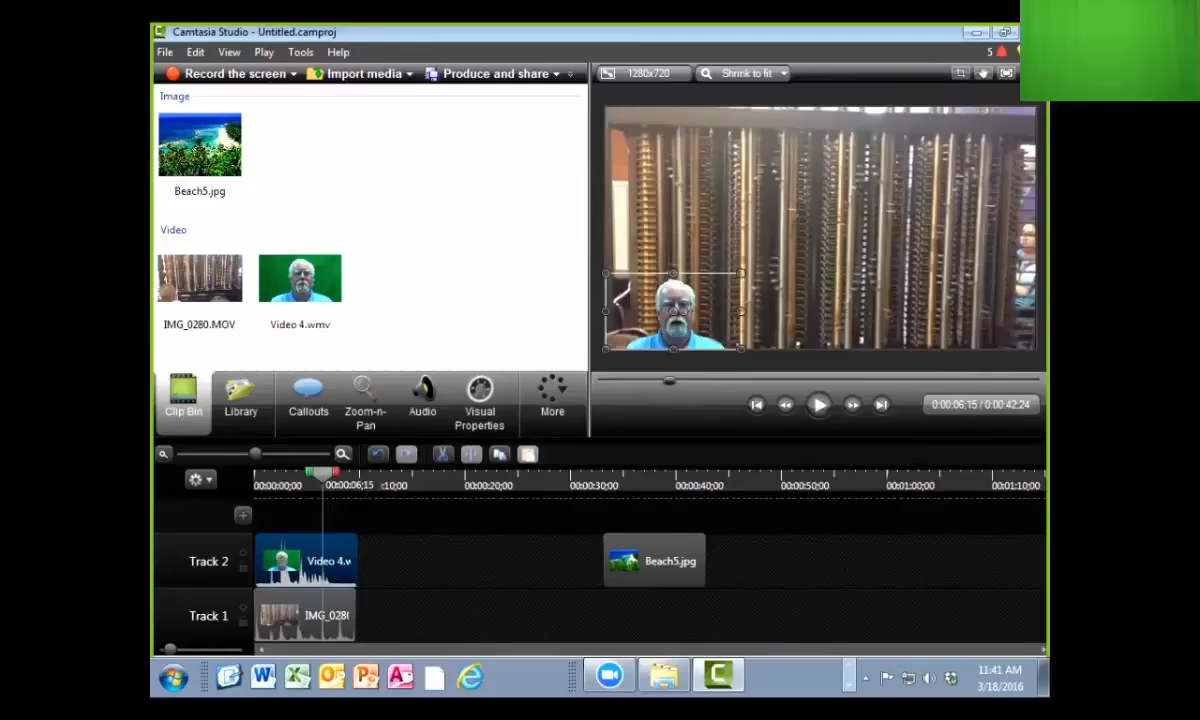 Camtasia Studio - Untitled.camproj
File Edit View Play Tools Help
5
Record the screen Import media Produce and share
1280x720 Shrink to fit
Image
Beach5.jpg
Video
IMG_0280.MOV Video 4.wmv
Clip Bin Library Callouts Zoom-n-Pan Audio Visual Properties More
0:00:06;15 / 0:00:42;24
00:00:00;00 00:00:06;15 :10;00 00:00:20;00 00:00:30;00 00:00:40;00 00:00:50;00 00:01:00;00 00:01:10;00
Track 2 Video 4.w Beach5.jpg
Track 1 IMG_028(
11:41 AM
3/18/2016